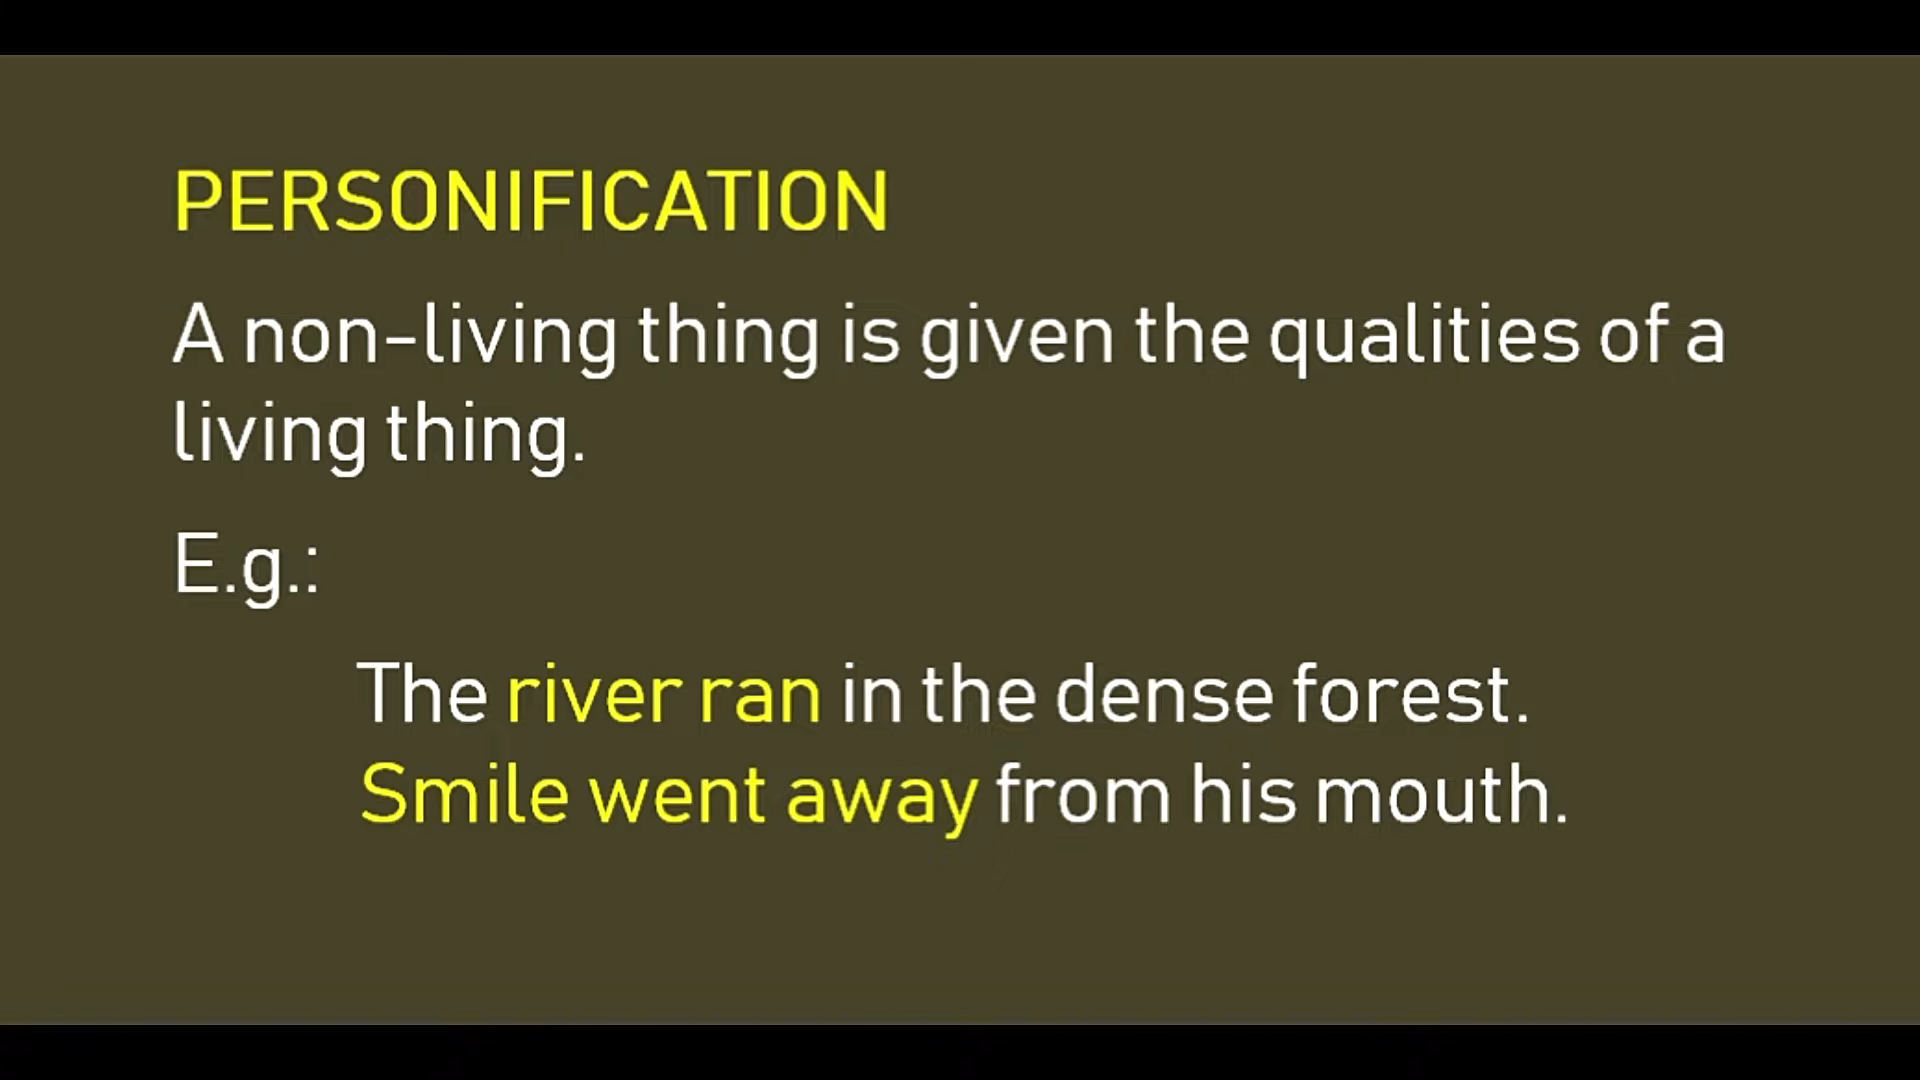 PERSONIFICATION
A non-living thing is given the qualities of a
living thing.
E.g.:
The river ran in the dense forest.
Smile went away from his mouth.